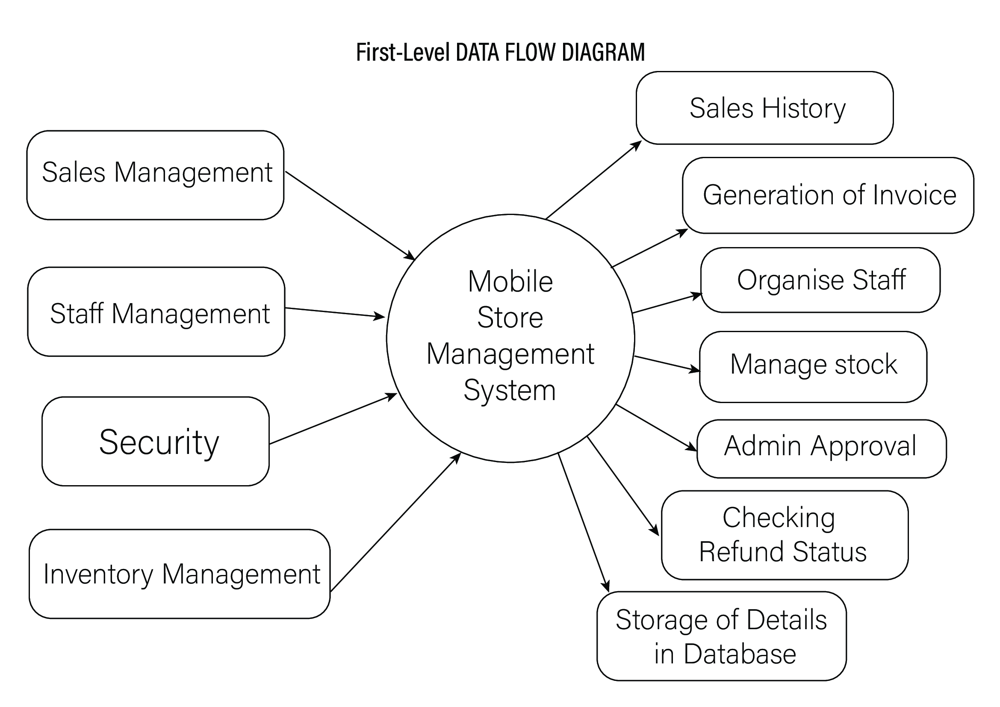 First-Level DATA FLOW DIAGRAM
Sales Management
Staff Management
Security
Inventory Management
Mobile
Store
Management
System
Sales History
Generation of Invoice
Organise Staff
Manage stock
Admin Approval
Checking
Refund Status
Storage of Details
in Database